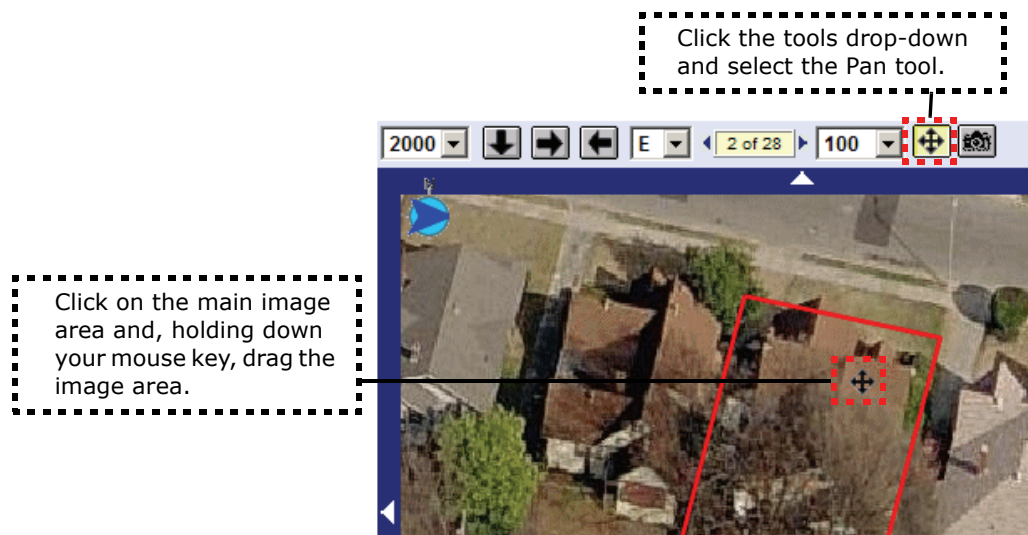 Click the tools drop-down
and select the Pan tool.
2000 E 2 of 28 100
Click on the main image
area and, holding down
your mouse key, drag the
image area.